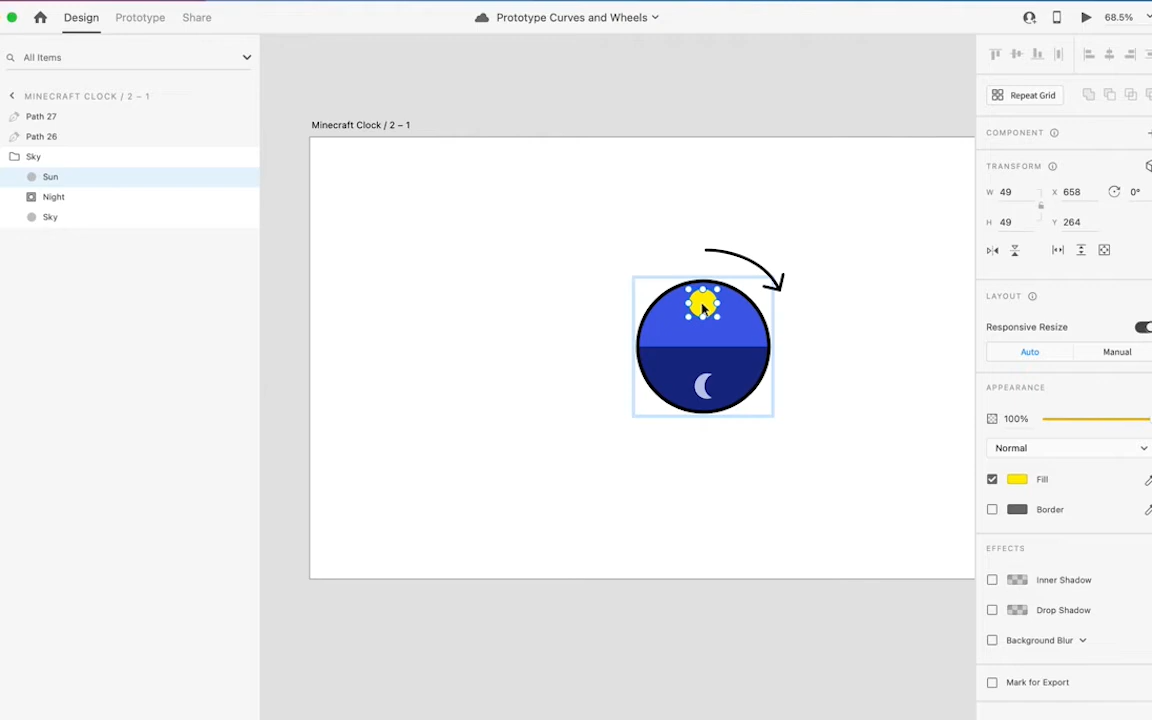 Design Prototype Share Prototype Curves and Wheels 68.5%
All Items
MINECRAFT CLOCK / 2 – 1
Path 27
Path 26
Sky
Sun
Night
Sky
Minecraft Clock / 2 – 1
Repeat Grid
COMPONENT
TRANSFORM
W 49 X 658 0°
H 49 Y 264
LAYOUT
Responsive Resize
Auto Manual
APPEARANCE
100%
Normal
Fill
Border
EFFECTS
Inner Shadow
Drop Shadow
Background Blur
Mark for Export